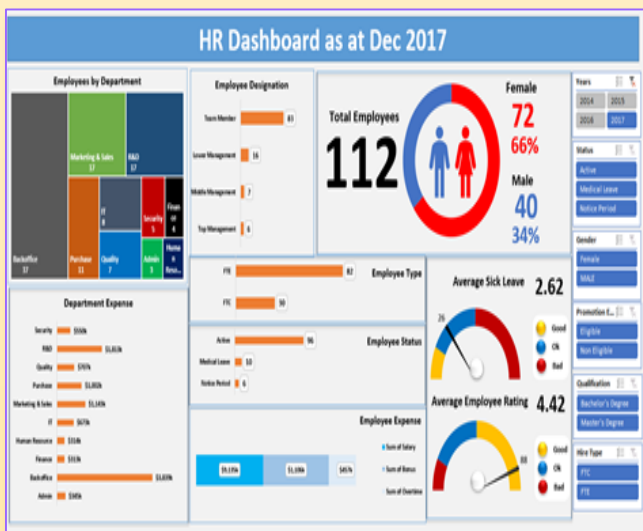 HR Dashboard as at Dec 2017
Employees by Department
Marketing & Sales
17
R&D
17
IT
Security
5
Backoffice
37
Purchase
11
Quality
7
Admin
3
Employee Designation
Team Member
83
Lower Management
16
Middle Management
7
Top Management
6
Total Employees
112
Female
72
66%
Male
40
34%
Years
2014
2015
2016
2017
Status
Active
Medical Leave
Notice Period
Gender
Female
MALE
Promotion E...
Eligible
Non Eligible
Qualification
Bachelor's Degree
Master's Degree
Hire Type
FTC
FTE
Employee Type
FTE
82
FTC
30
Employee Status
Active
96
Medical Leave
10
Notice Period
6
Employee Expense
Sum of Salary
Sum of Bonus
Sum of Overtime
Average Sick Leave
2.62
26
Good
Ok
Bad
Average Employee Rating
4.42
88
Good
Ok
Bad
Department Expense
Security
R&D
Quality
Purchase
Marketing & Sales
IT
Human Resource
Finance
Backoffice
Admin